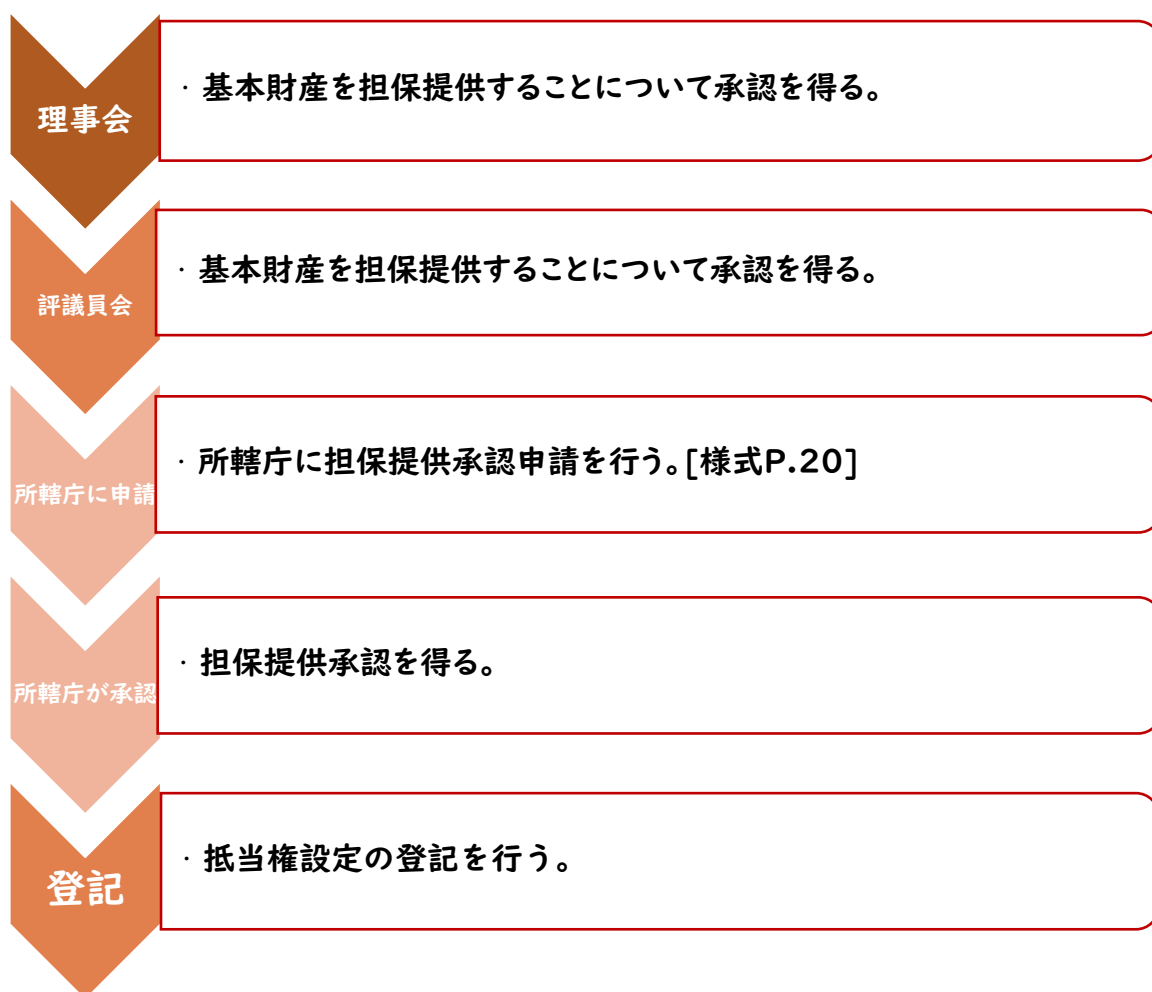 理事会
・基本財産を担保提供することについて承認を得る。
評議員会
・基本財産を担保提供することについて承認を得る。
所轄庁に申請
・所轄庁に担保提供承認申請を行う。[様式P.20]
所轄庁が承認
・担保提供承認を得る。
登記
・抵当権設定の登記を行う。